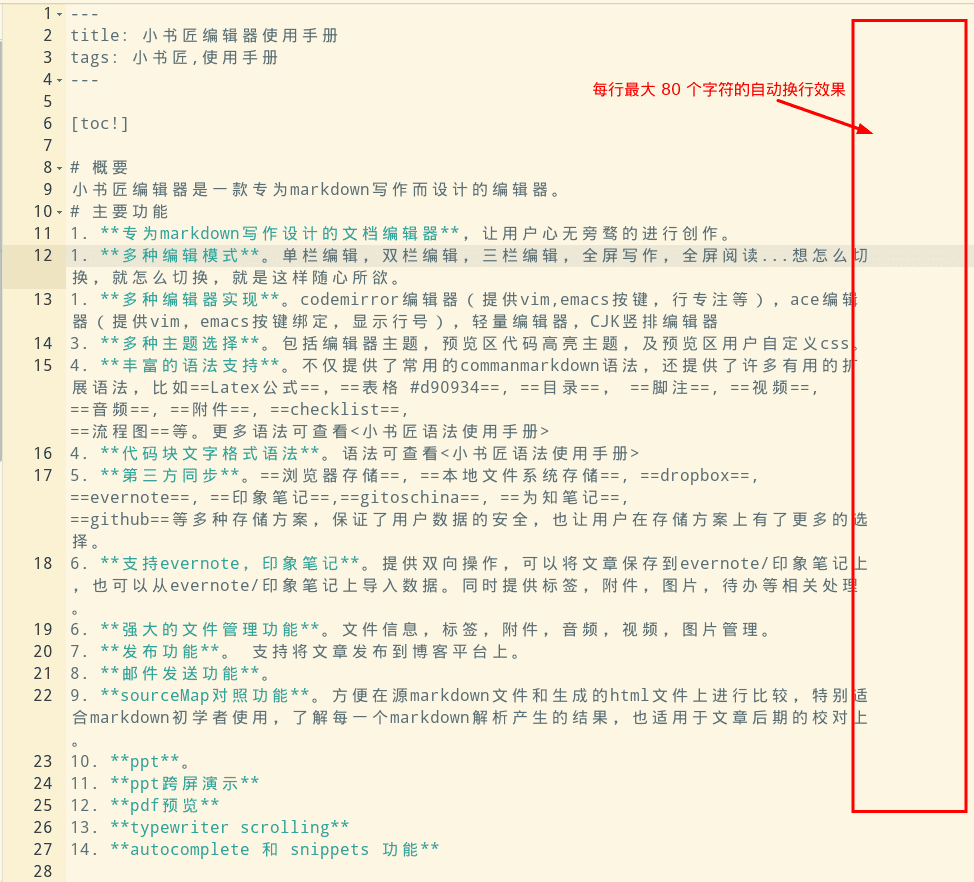 1 ---
2 title: 小书匠编辑器使用手册
3 tags: 小书匠,使用手册
4 ---
5
每行最大 80 个字符的自动换行效果
6 [toc!]
7
8 # 概要
9 小书匠编辑器是一款专为markdown写作而设计的编辑器。
10 # 主要功能
11 1. **专为markdown写作设计的文档编辑器**，让用户心无旁骛的进行创作。
12 1. **多种编辑模式**。单栏编辑，双栏编辑，三栏编辑，全屏写作，全屏阅读...想怎么切
换，就怎么切换，就是这样随心所欲。
13 1. **多种编辑器实现**。codemirror编辑器（提供vim,emacs按键，行专注等），ace编辑
器（提供vim，emacs按键绑定，显示行号），轻量编辑器，CJK竖排编辑器
14 3. **多种主题选择**。包括编辑器主题，预览区代码高亮主题，及预览区用户自定义css。
15 4. **丰富的语法支持**。不仅提供了常用的commanmarkdown语法，还提供了许多有用的扩
展语法，比如==Latex公式==，==表格 #d90934==，==目录==， ==脚注==，==视频==，
==音频==，==附件==，==checklist==，
==流程图==等。更多语法可查看<小书匠语法使用手册>
16 4. **代码块文字格式语法**。语法可查看<小书匠语法使用手册>
17 5. **第三方同步**。==浏览器存储==，==本地文件系统存储==，==dropbox==，
==evernote==，==印象笔记==,==gitoschina==，==为知笔记==，
==github==等多种存储方案，保证了用户数据的安全，也让用户在存储方案上有了更多的选
择。
18 6. **支持evernote，印象笔记**。提供双向操作，可以将文章保存到evernote/印象笔记上
，也可以从evernote/印象笔记上导入数据。同时提供标签，附件，图片，待办等相关处理
。
19 6. **强大的文件管理功能**。文件信息，标签，附件，音频，视频，图片管理。
20 7. **发布功能**。 支持将文章发布到博客平台上。
21 8. **邮件发送功能**。
22 9. **sourceMap对照功能**。方便在源markdown文件和生成的html文件上进行比较，特别适
合markdown初学者使用，了解每一个markdown解析产生的结果，也适用于文章后期的校对上
。
23 10. **ppt**。
24 11. **ppt跨屏演示**
25 12. **pdf预览**
26 13. **typewriter scrolling**
27 14. **autocomplete 和 snippets 功能**
28